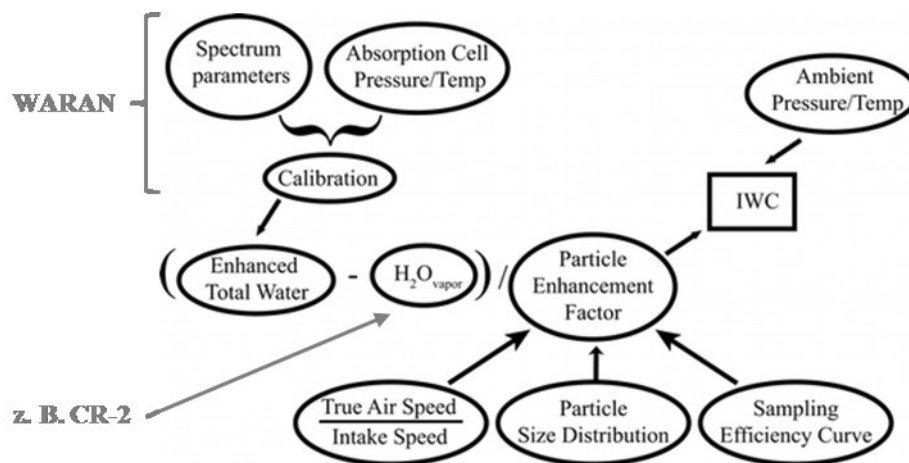 Spectrum
parameters
Absorption Cell
Pressure/Temp
Ambient
Pressure/Temp
WARAN
Calibration
IWC
(
Enhanced
Total Water
-
H₂Ovapor
) /
Particle
Enhancement
Factor
z. B. CR-2
True Air Speed
Intake Speed
Particle
Size Distribution
Sampling
Efficiency Curve